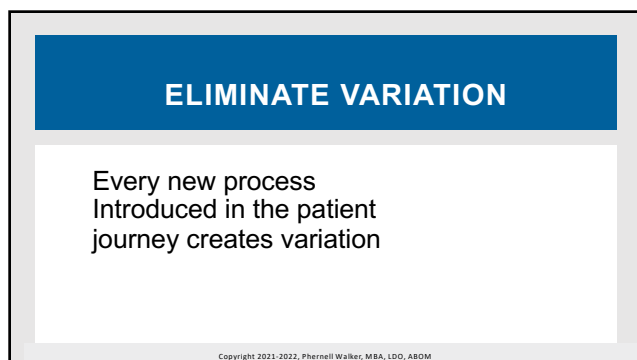 ELIMINATE VARIATION
Every new process
Introduced in the patient
journey creates variation
Copyright 2021-2022, Phernell Walker, MBA, LDO, ABOM